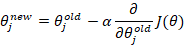 θ_j^{new} = θ_j^{old} − α ∂/∂θ_j^{old} J(θ)